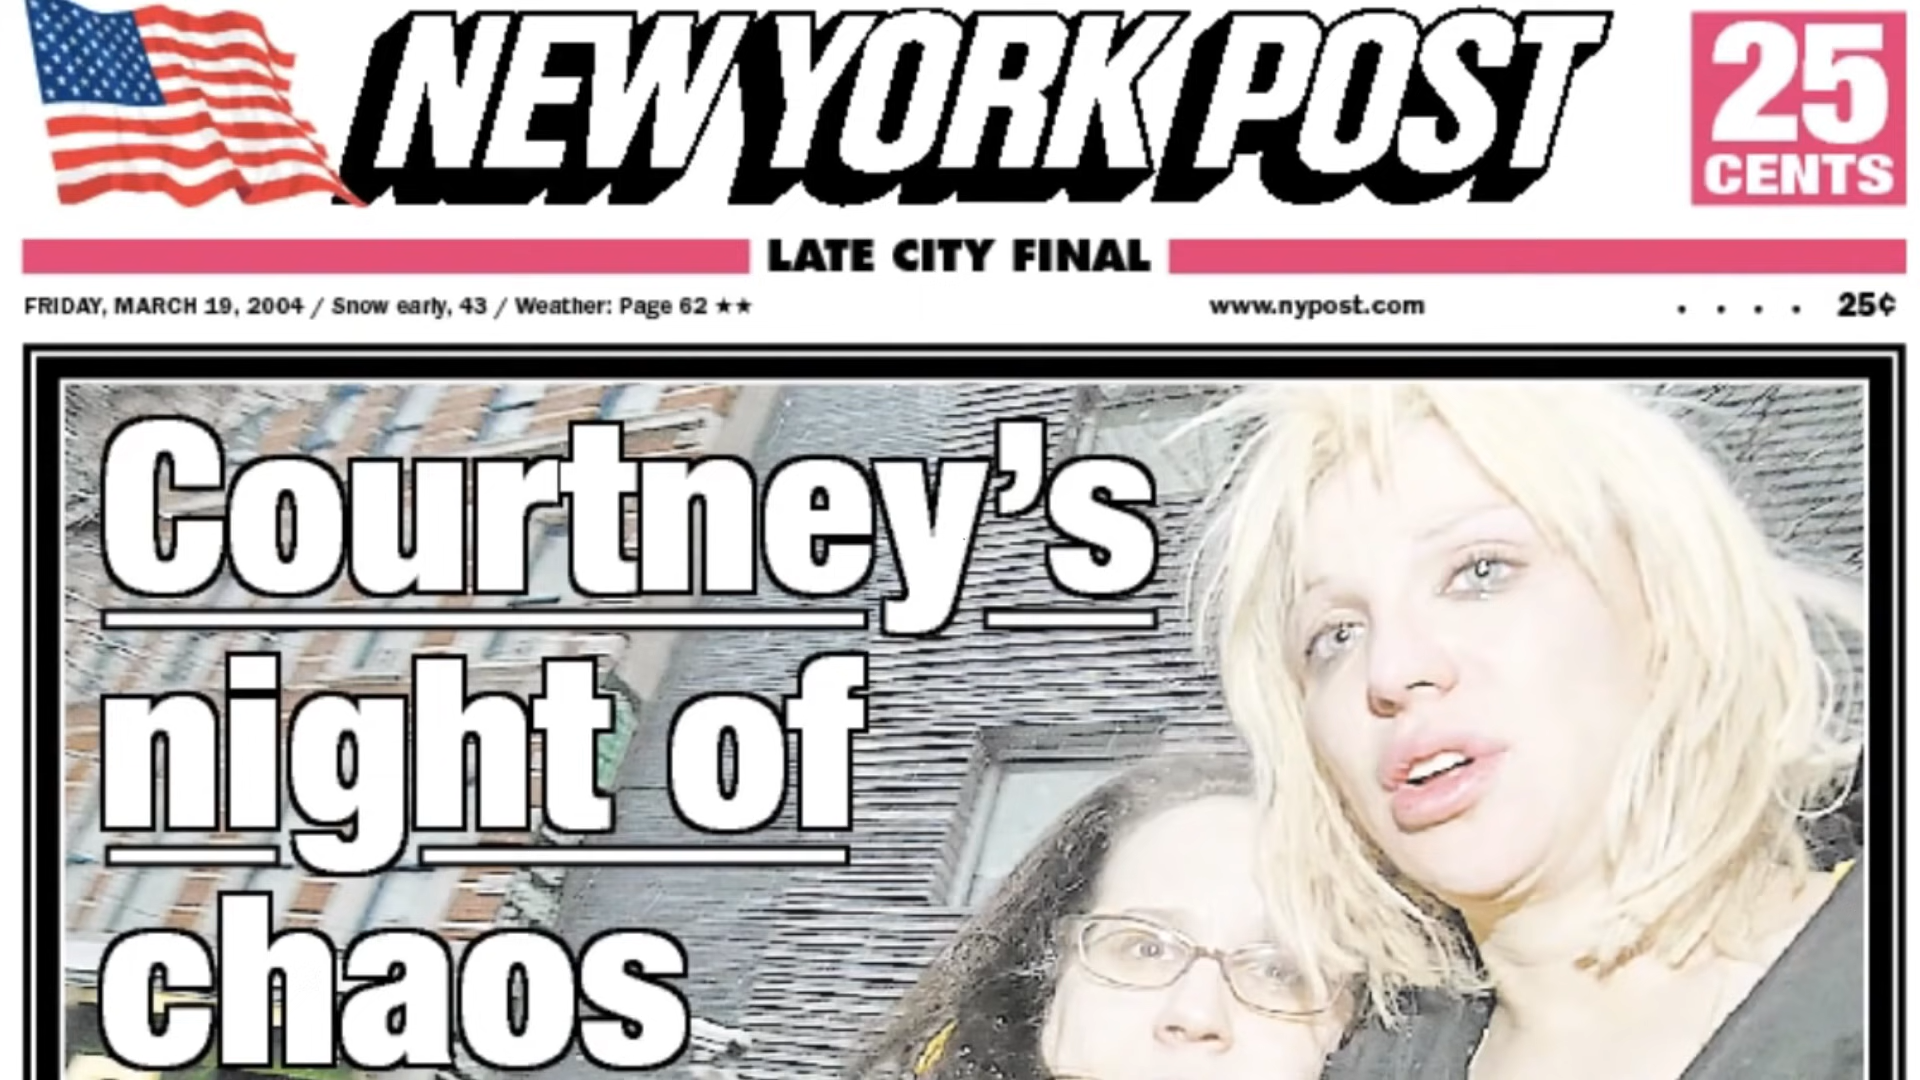 NEW YORK POST
25
CENTS
LATE CITY FINAL
FRIDAY, MARCH 19, 2004 / Snow early, 43 / Weather: Page 62 ★★
www.nypost.com
. . . . 25¢
Courtney's
night of
chaos